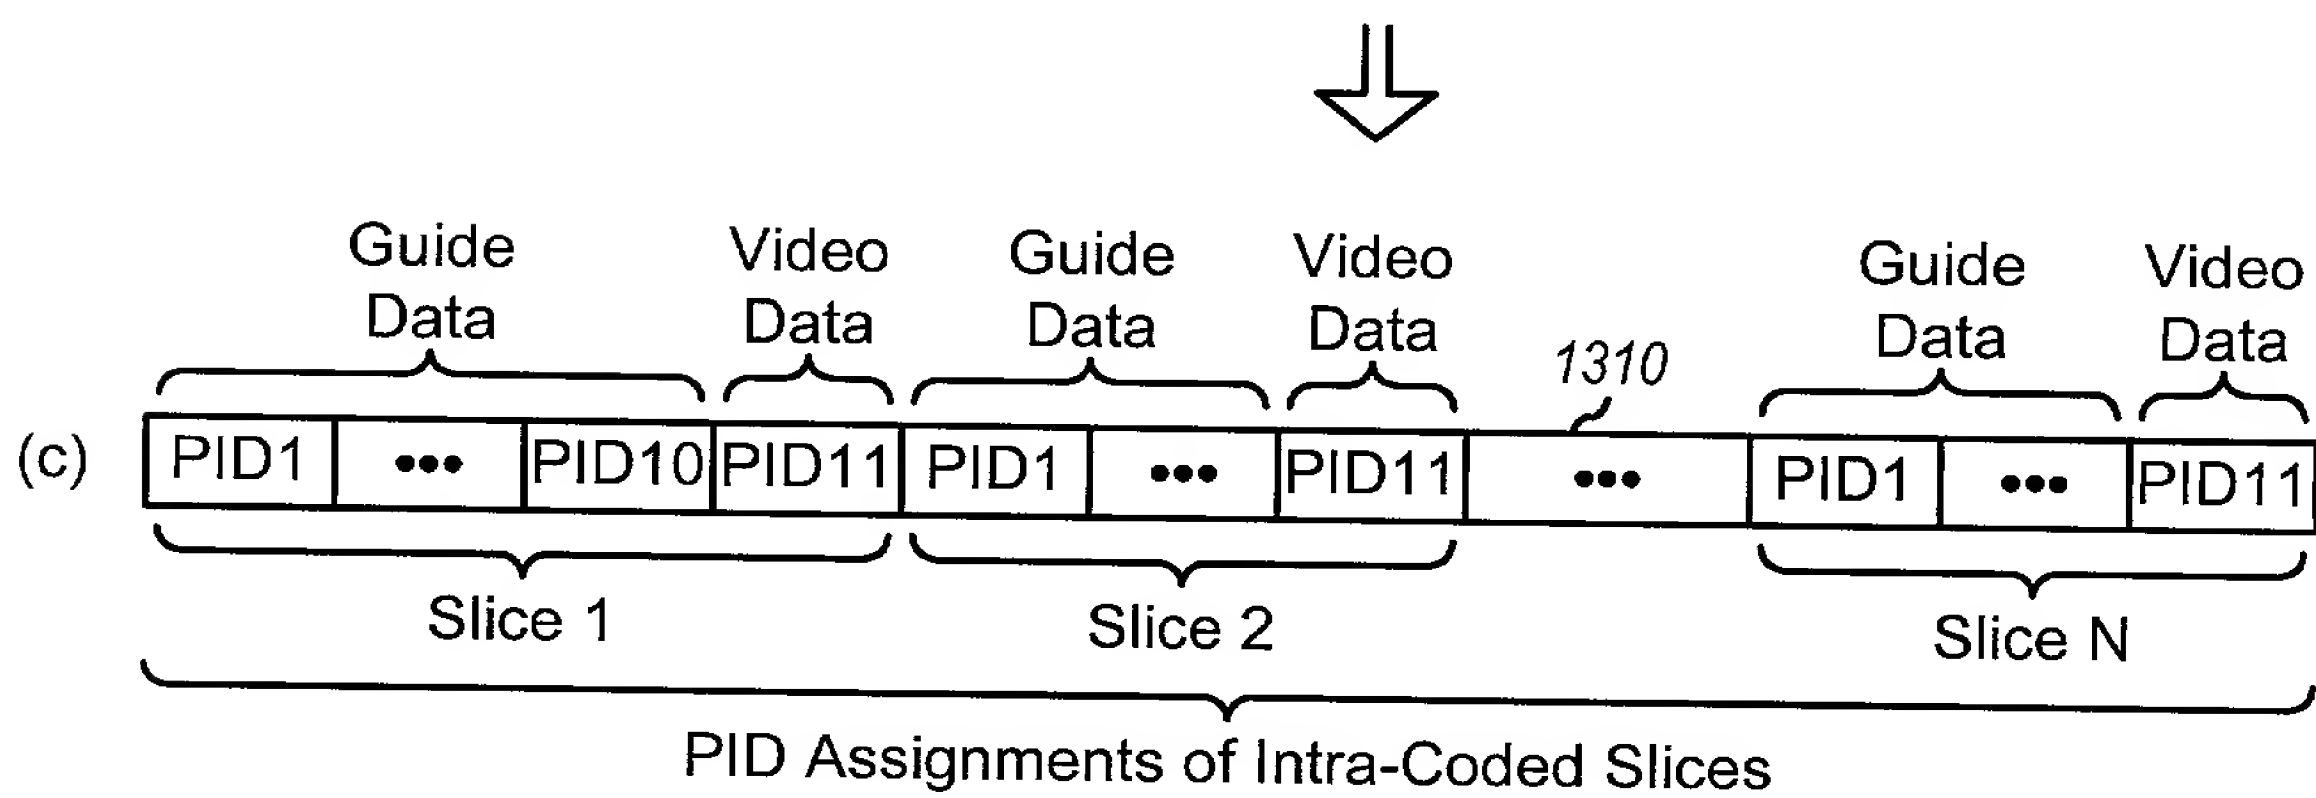 Guide Data
Video Data
Guide Data
Video Data
1310
Guide Data
Video Data
(c)
PID1 ••• PID10 PID11 PID1 ••• PID11 ••• PID1 ••• PID11
Slice 1
Slice 2
Slice N
PID Assignments of Intra-Coded Slices